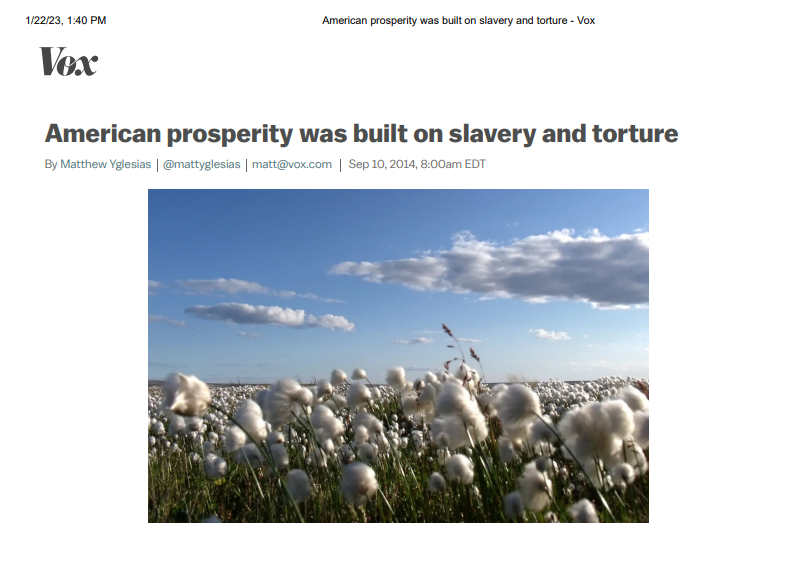 1/22/23, 1:40 PM American prosperity was built on slavery and torture - Vox
Vox
American prosperity was built on slavery and torture
By Matthew Yglesias | @mattyglesias | matt@vox.com | Sep 10, 2014, 8:00am EDT